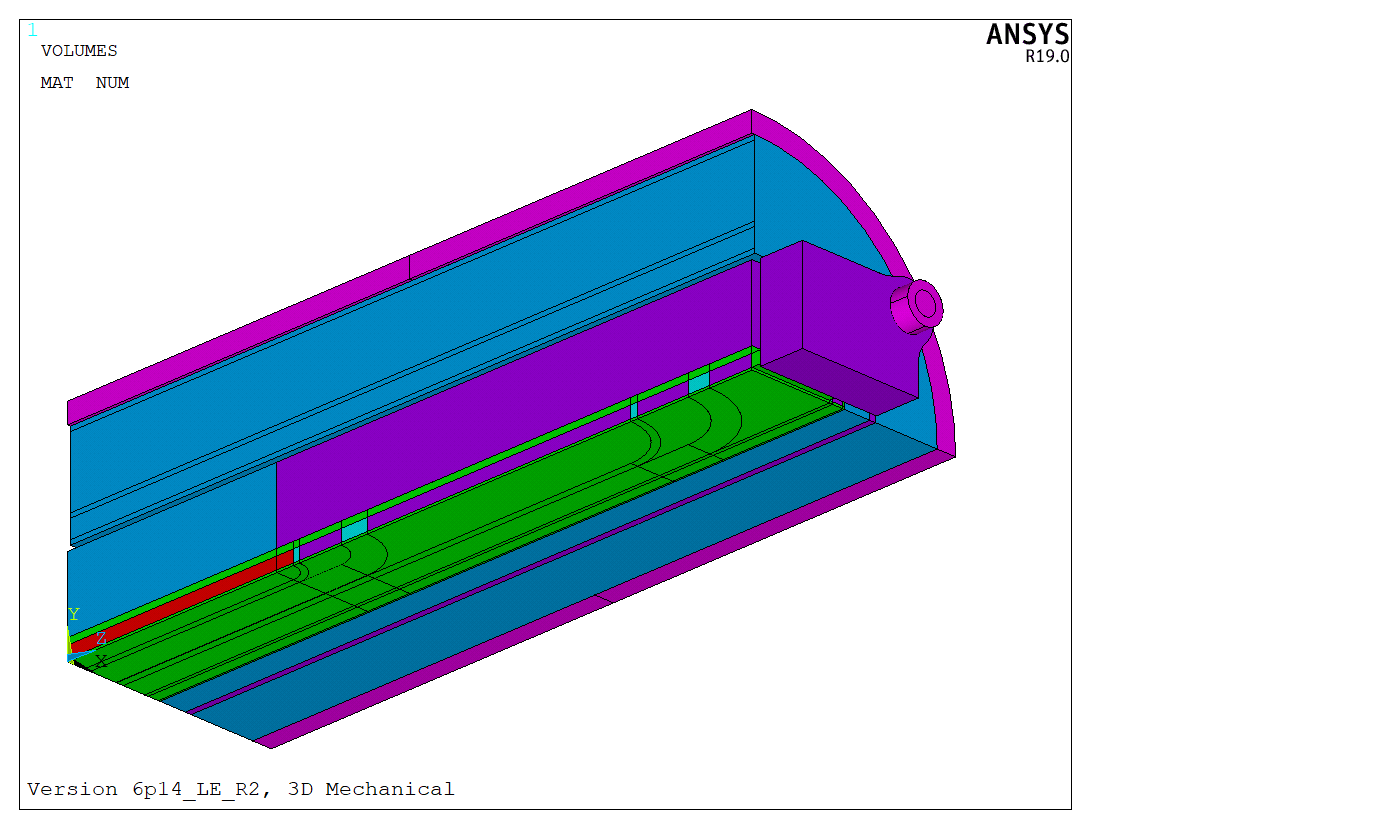 1
VOLUMES
MAT NUM
ANSYS
R19.0
Y
Z
X
Version 6p14_LE_R2, 3D Mechanical